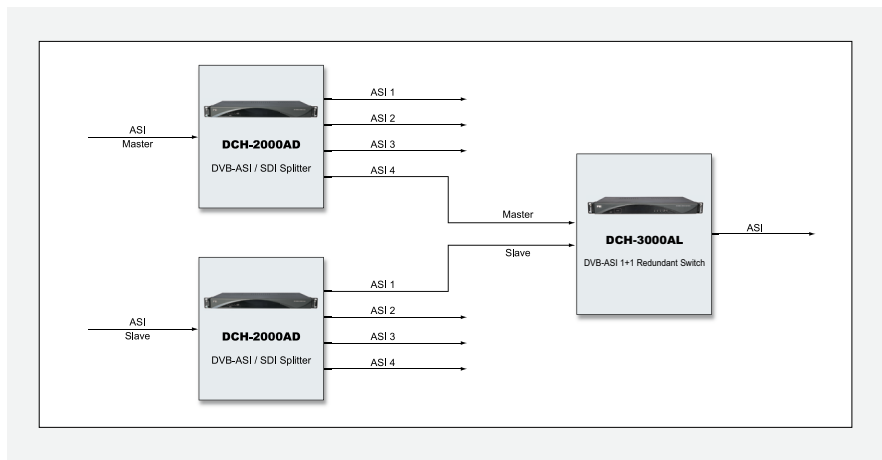 ASI
Master
DCH-2000AD
DVB-ASI / SDI Splitter
ASI 1
ASI 2
ASI 3
ASI 4
Master
Slave
DCH-3000AL
DVB-ASI 1+1 Redundant Switch
ASI
ASI
Slave
DCH-2000AD
DVB-ASI / SDI Splitter
ASI 1
ASI 2
ASI 3
ASI 4